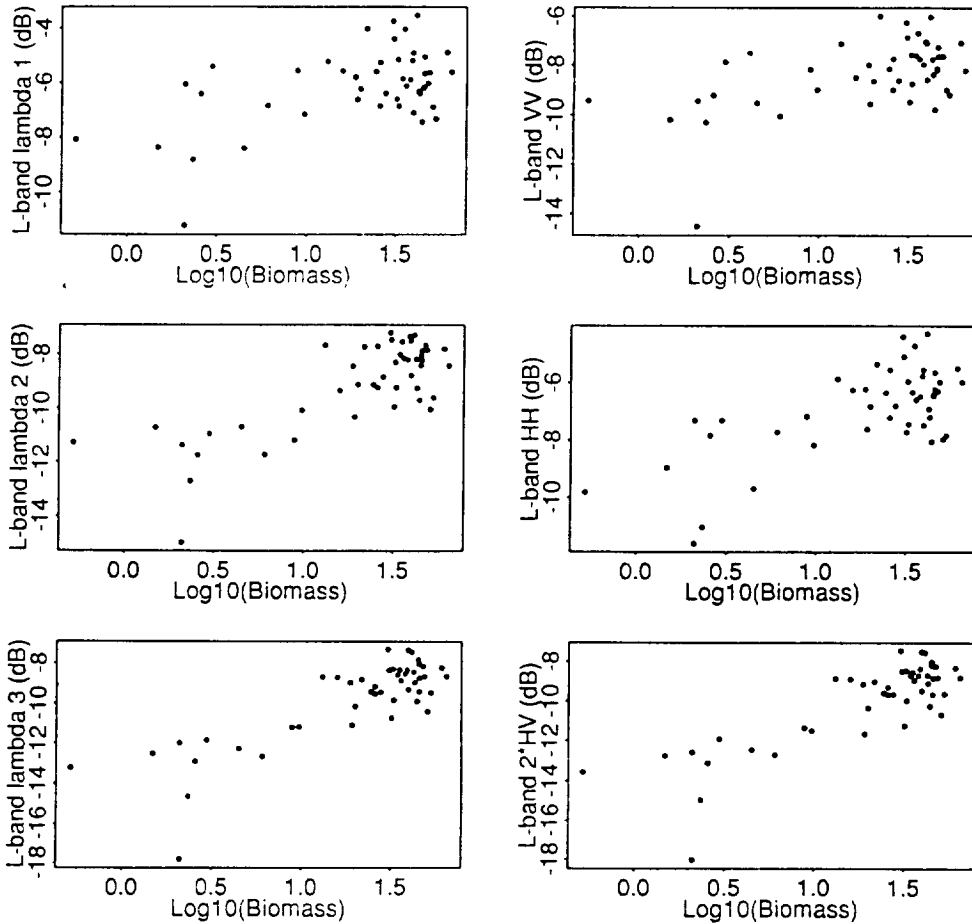 L-band lambda 1 (dB)
-4
-6
-8
-10
0.0 0.5 1.0 1.5
Log10(Biomass)
L-band VV (dB)
-6
-8
-10
-12
-14
0.0 0.5 1.0 1.5
Log10(Biomass)
L-band lambda 2 (dB)
-8
-10
-12
-14
0.0 0.5 1.0 1.5
Log10(Biomass)
L-band HH (dB)
-6
-8
-10
0.0 0.5 1.0 1.5
Log10(Biomass)
L-band lambda 3 (dB)
-8
-10
-12
-14
-16
-18
0.0 0.5 1.0 1.5
Log10(Biomass)
L-band 2*HV (dB)
-8
-10
-12
-14
-16
-18
0.0 0.5 1.0 1.5
Log10(Biomass)